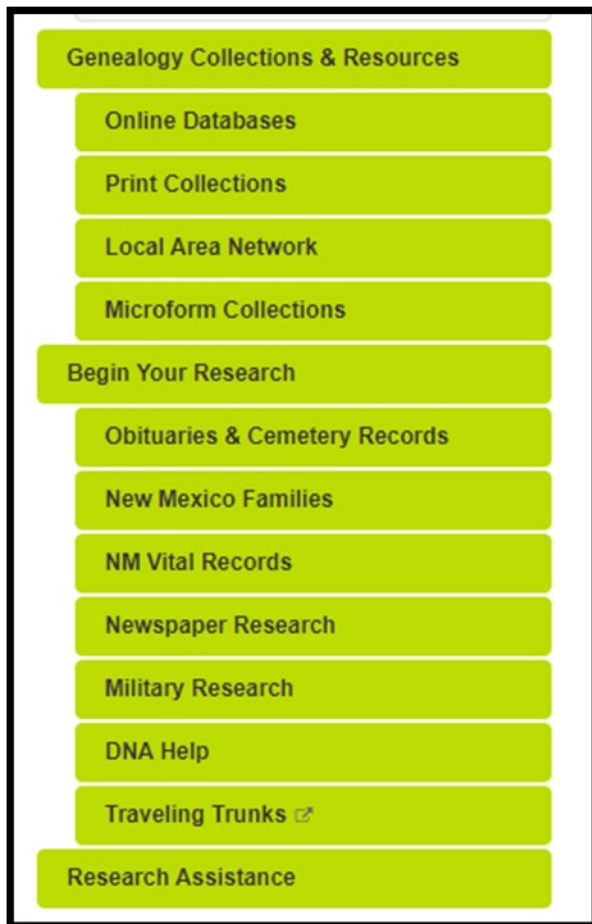 Genealogy Collections & Resources
Online Databases
Print Collections
Local Area Network
Microform Collections
Begin Your Research
Obituaries & Cemetery Records
New Mexico Families
NM Vital Records
Newspaper Research
Military Research
DNA Help
Traveling Trunks
Research Assistance